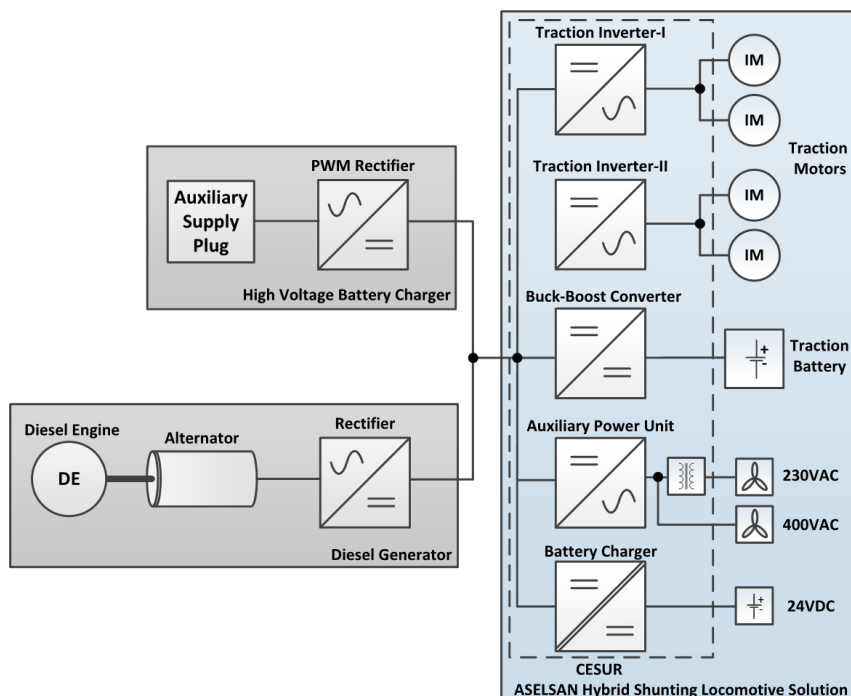 Traction Inverter-I
IM
IM
Traction
Motors
Traction Inverter-II
IM
IM
PWM Rectifier
Auxiliary
Supply
Plug
High Voltage Battery Charger
Buck-Boost Converter
+
-
Traction
Battery
Diesel Engine
DE
Alternator
Rectifier
Diesel Generator
Auxiliary Power Unit
230VAC
400VAC
Battery Charger
+
-
24VDC
CESUR
ASELSAN Hybrid Shunting Locomotive Solution